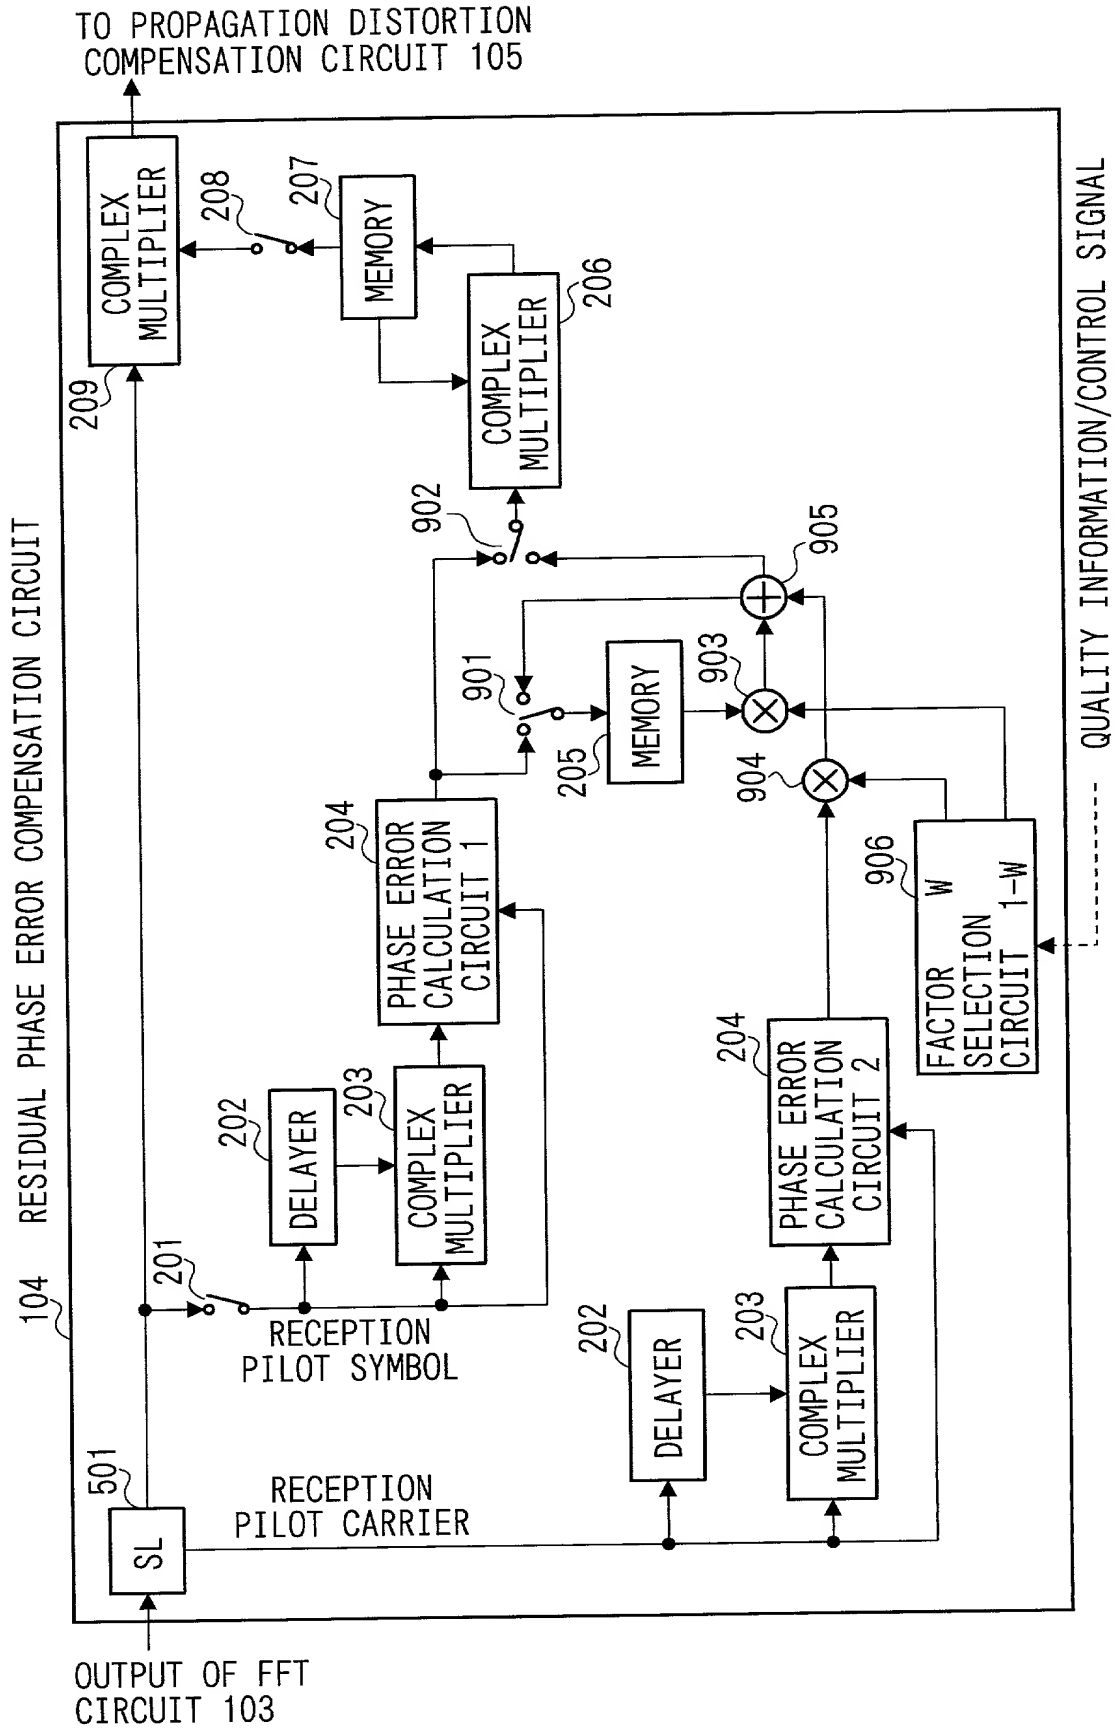 104 RESIDUAL PHASE ERROR COMPENSATION CIRCUIT
OUTPUT OF FFT
CIRCUIT 103
501
SL
TO PROPAGATION DISTORTION
COMPENSATION CIRCUIT 105
209
COMPLEX
MULTIPLIER
201
RECEPTION
PILOT SYMBOL
RECEPTION
PILOT CARRIER
202
DELAYER
203
COMPLEX
MULTIPLIER
204
PHASE ERROR
CALCULATION
CIRCUIT 1
208
207
MEMORY
206
COMPLEX
MULTIPLIER
902
901
205
MEMORY
903
905
904
202
DELAYER
203
COMPLEX
MULTIPLIER
204
PHASE ERROR
CALCULATION
CIRCUIT 2
906
FACTOR W
SELECTION
CIRCUIT 1-W
QUALITY INFORMATION/CONTROL SIGNAL